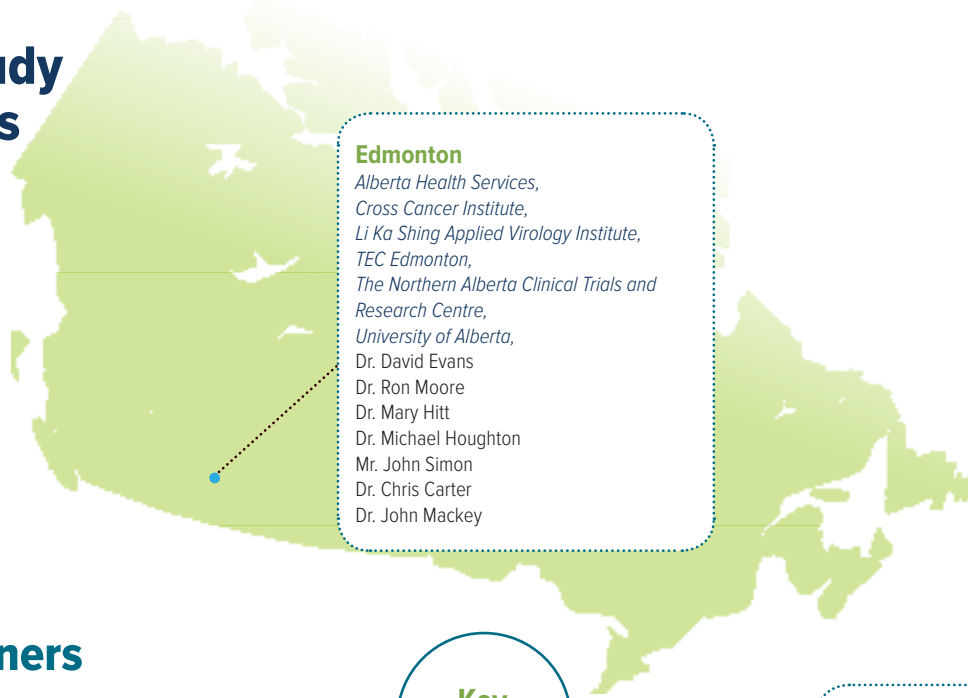 udy
s
Edmonton
Alberta Health Services,
Cross Cancer Institute,
Li Ka Shing Applied Virology Institute,
TEC Edmonton,
The Northern Alberta Clinical Trials and
Research Centre,
University of Alberta,
Dr. David Evans
Dr. Ron Moore
Dr. Mary Hitt
Dr. Michael Houghton
Mr. John Simon
Dr. Chris Carter
Dr. John Mackey
ners
Key